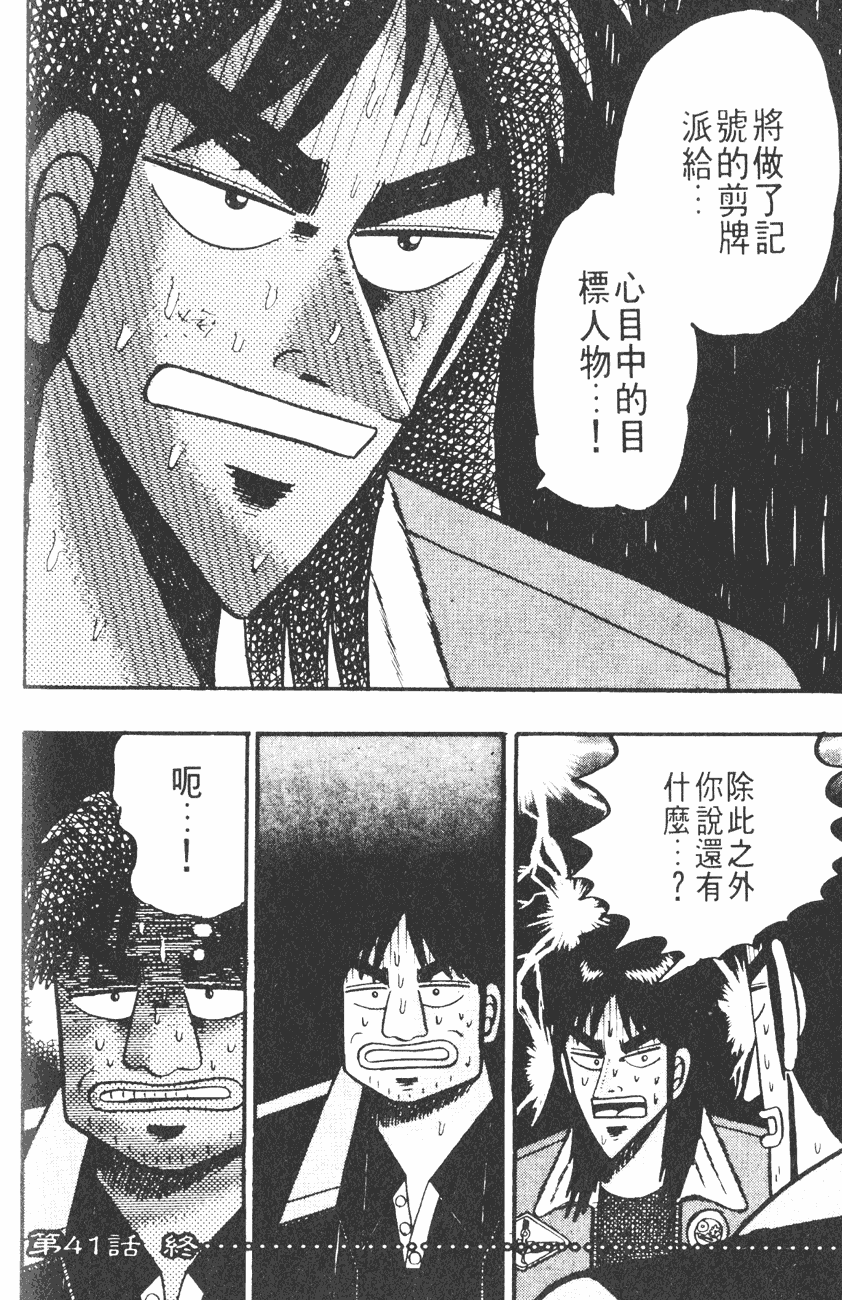 將做了記
號的剪牌
派給…
心目中的目
標人物…！
除此之外
你說還有
什麼…？
呃…！
第41話 終